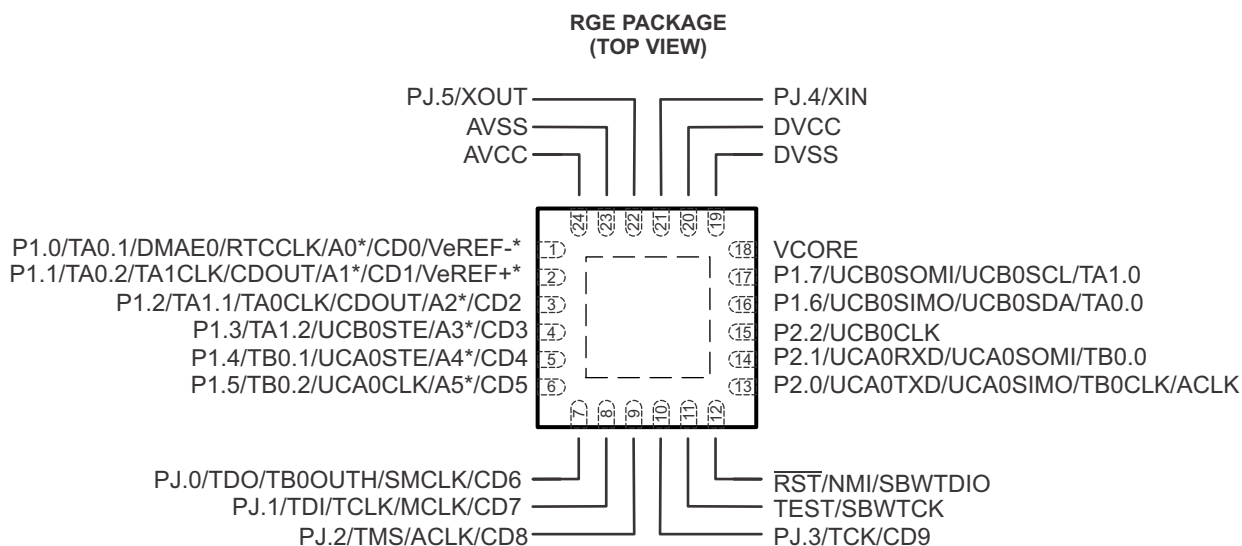 RGE PACKAGE
(TOP VIEW)
PJ.5/XOUT
AVSS
AVCC
PJ.4/XIN
DVCC
DVSS
24 23 22 21 20 19
P1.0/TA0.1/DMAE0/RTCCLK/A0*/CD0/VeREF-* 1
P1.1/TA0.2/TA1CLK/CDOUT/A1*/CD1/VeREF+* 2
P1.2/TA1.1/TA0CLK/CDOUT/A2*/CD2 3
P1.3/TA1.2/UCB0STE/A3*/CD3 4
P1.4/TB0.1/UCA0STE/A4*/CD4 5
P1.5/TB0.2/UCA0CLK/A5*/CD5 6
18 VCORE
17 P1.7/UCB0SOMI/UCB0SCL/TA1.0
16 P1.6/UCB0SIMO/UCB0SDA/TA0.0
15 P2.2/UCB0CLK
14 P2.1/UCA0RXD/UCA0SOMI/TB0.0
13 P2.0/UCA0TXD/UCA0SIMO/TB0CLK/ACLK
7 8 9 10 11 12
PJ.0/TDO/TB0OUTH/SMCLK/CD6
PJ.1/TDI/TCLK/MCLK/CD7
PJ.2/TMS/ACLK/CD8
RST/NMI/SBWTDIO
TEST/SBWTCK
PJ.3/TCK/CD9